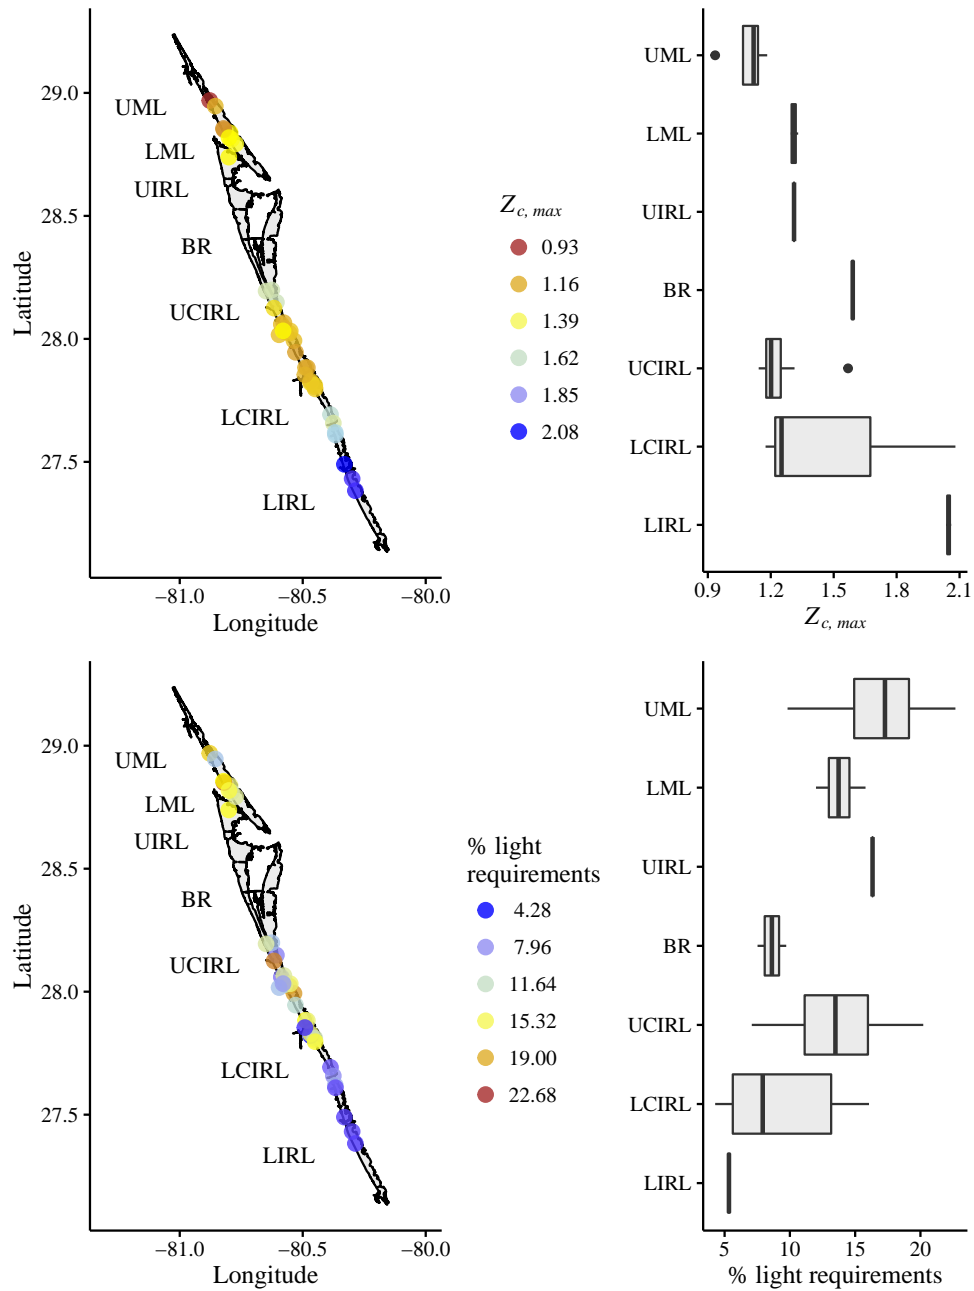 29.0
28.5
28.0
27.5
Latitude
UML
LML
UIRL
BR
UCIRL
LCIRL
LIRL
−81.0
−80.5
−80.0
Longitude
Zc, max
0.93
1.16
1.39
1.62
1.85
2.08
UML
LML
UIRL
BR
UCIRL
LCIRL
LIRL
0.9
1.2
1.5
1.8
2.1
Zc, max
29.0
28.5
28.0
27.5
Latitude
UML
LML
UIRL
BR
UCIRL
LCIRL
LIRL
−81.0
−80.5
−80.0
Longitude
% light
requirements
4.28
7.96
11.64
15.32
19.00
22.68
UML
LML
UIRL
BR
UCIRL
LCIRL
LIRL
5
10
15
20
% light requirements